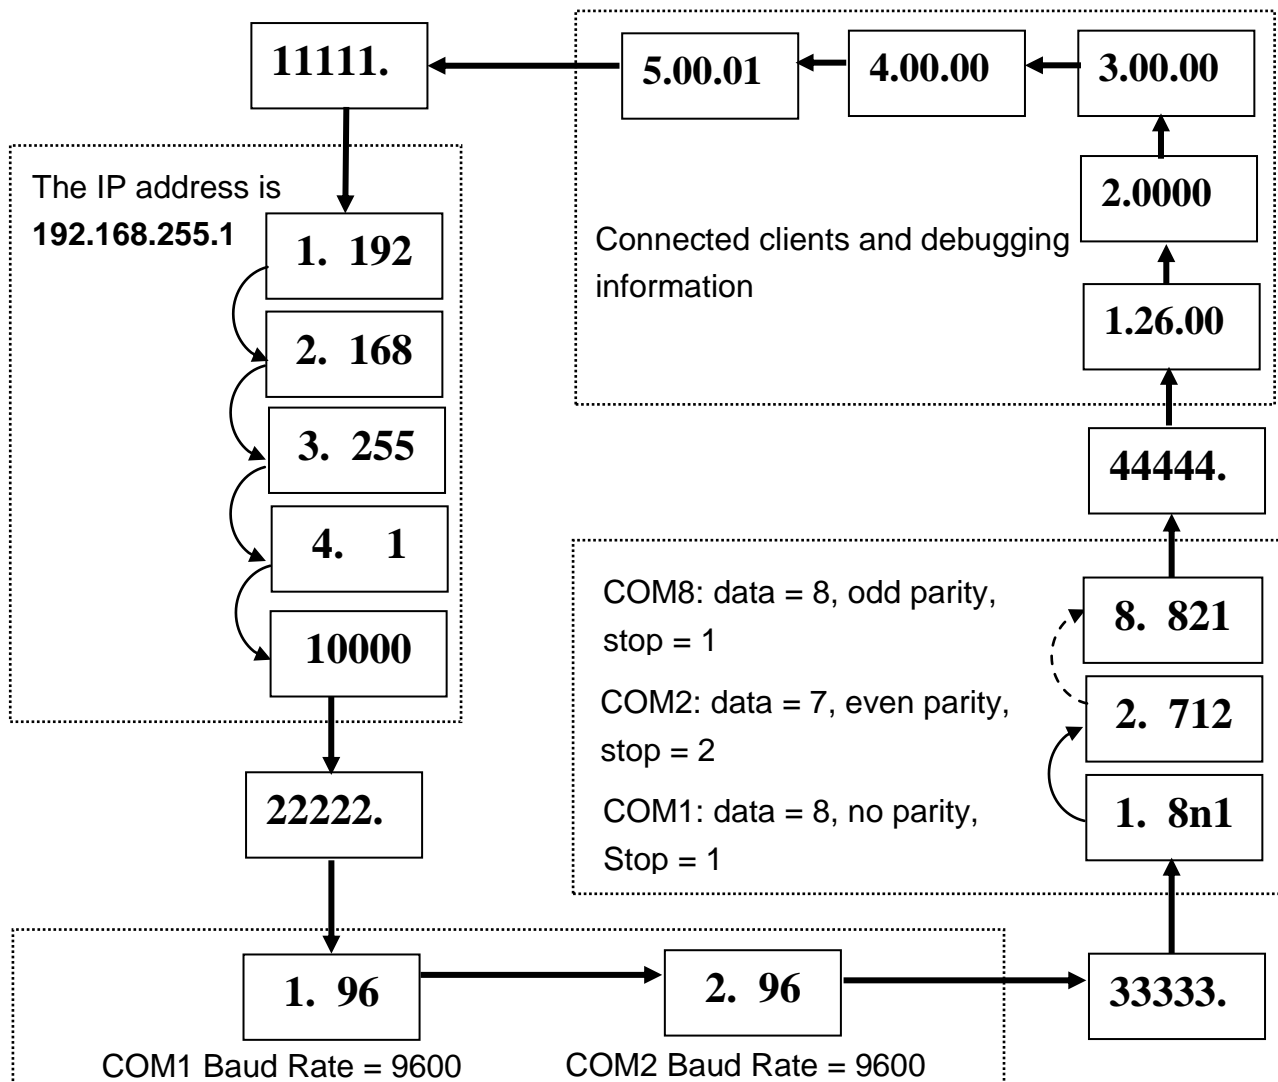 11111.
5.00.01
4.00.00
3.00.00
2.0000
1.26.00
Connected clients and debugging
information
The IP address is
192.168.255.1
1. 192
2. 168
3. 255
4. 1
10000
22222.
44444.
COM8: data = 8, odd parity,
stop = 1
8. 821
COM2: data = 7, even parity,
stop = 2
2. 712
COM1: data = 8, no parity,
Stop = 1
1. 8n1
1. 96
2. 96
33333.
COM1 Baud Rate = 9600
COM2 Baud Rate = 9600